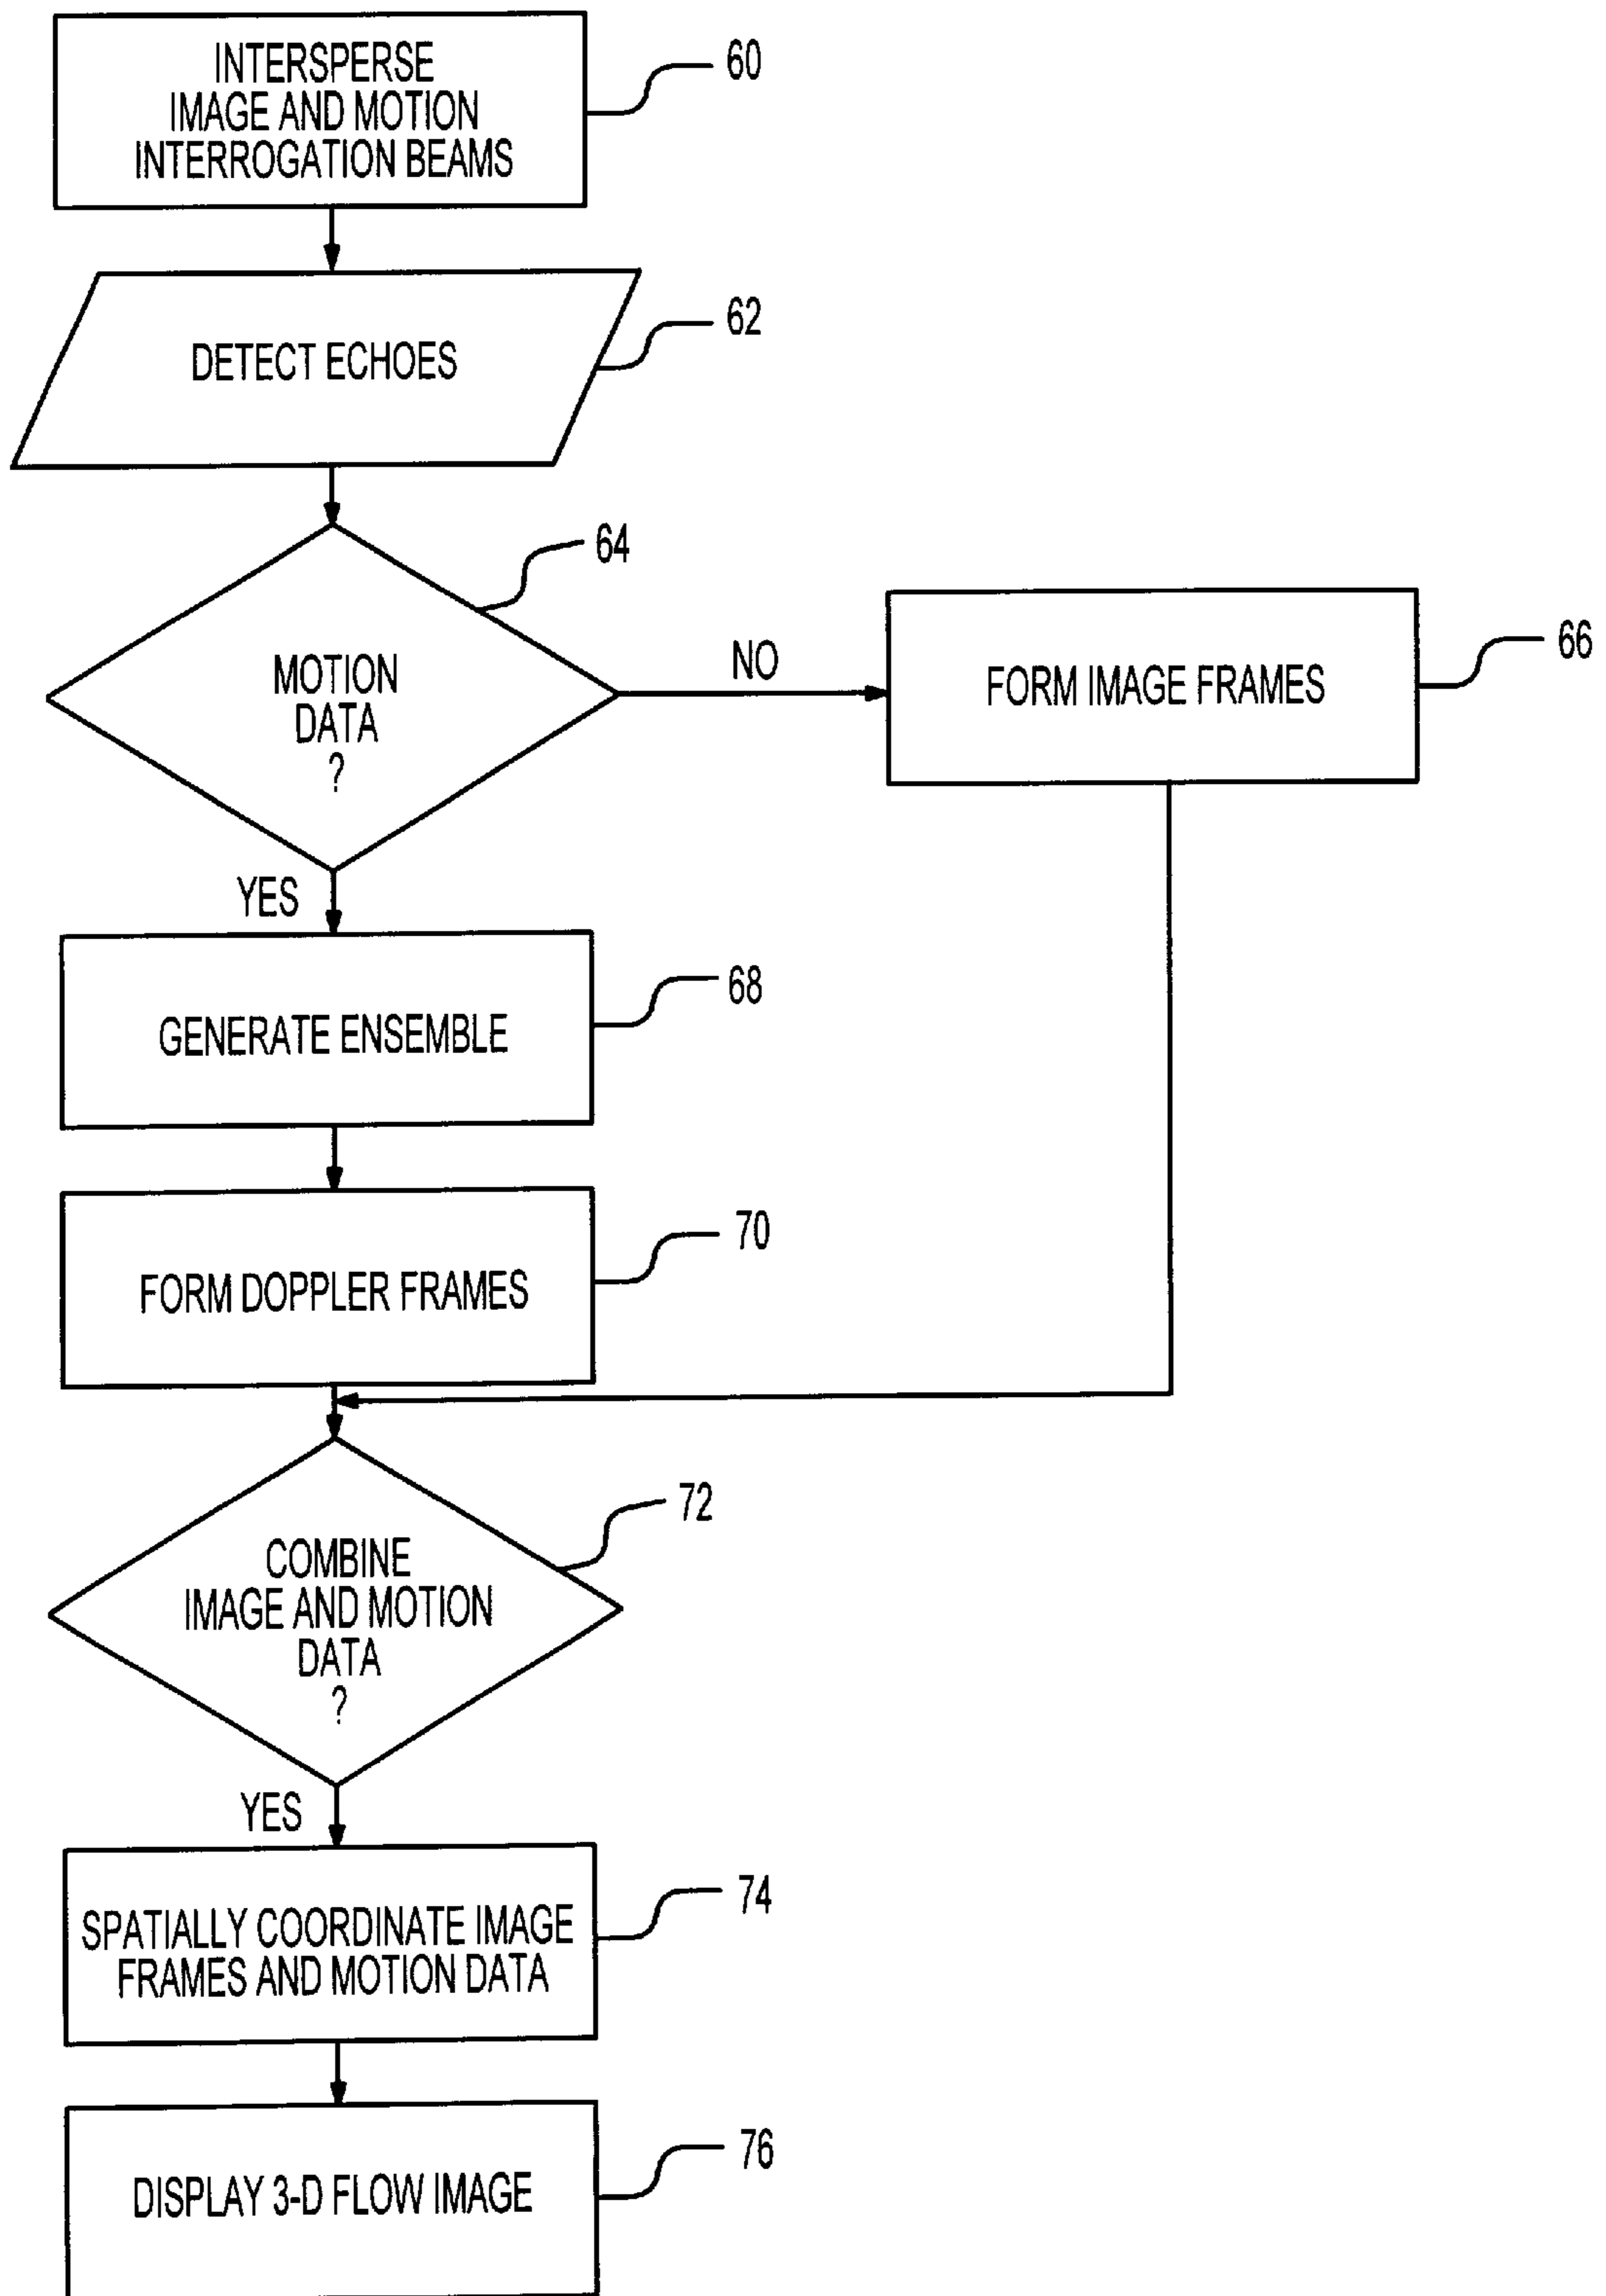 INTERSPERSE
IMAGE AND MOTION
INTERROGATION BEAMS
60
DETECT ECHOES
62
64
MOTION
DATA
?
NO
FORM IMAGE FRAMES
66
YES
GENERATE ENSEMBLE
68
FORM DOPPLER FRAMES
70
72
COMBINE
IMAGE AND MOTION
DATA
?
YES
SPATIALLY COORDINATE IMAGE
FRAMES AND MOTION DATA
74
DISPLAY 3-D FLOW IMAGE
76